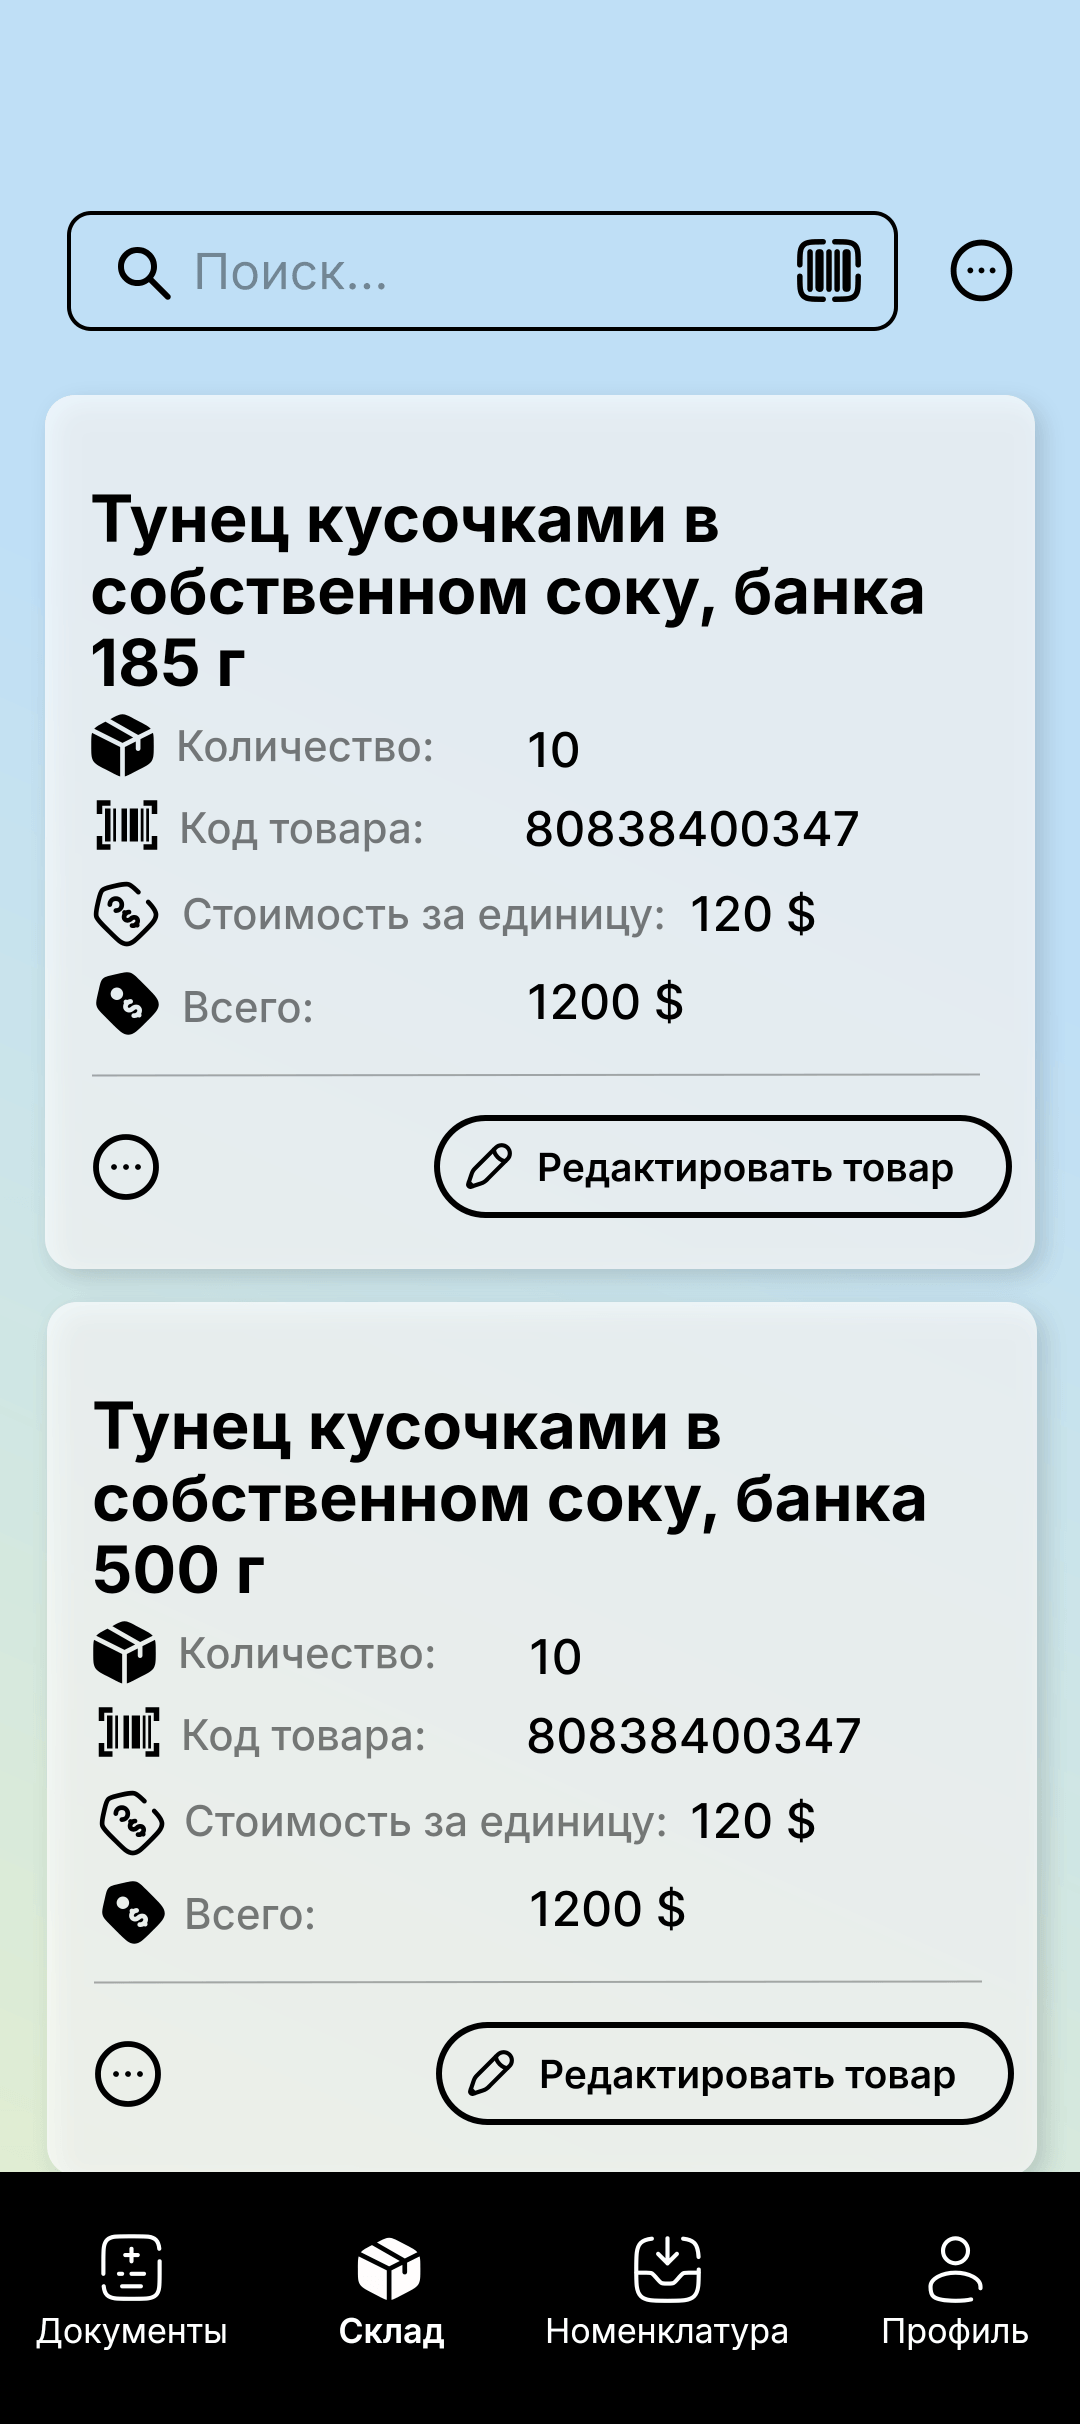 Поиск...
Тунец кусочками в
собственном соку, банка
185 г
Количество: 10
Код товара: 80838400347
Стоимость за единицу: 120 $
Всего: 1200 $
Редактировать товар
Тунец кусочками в
собственном соку, банка
500 г
Количество: 10
Код товара: 80838400347
Стоимость за единицу: 120 $
Всего: 1200 $
Редактировать товар
Документы Склад Номенклатура Профиль